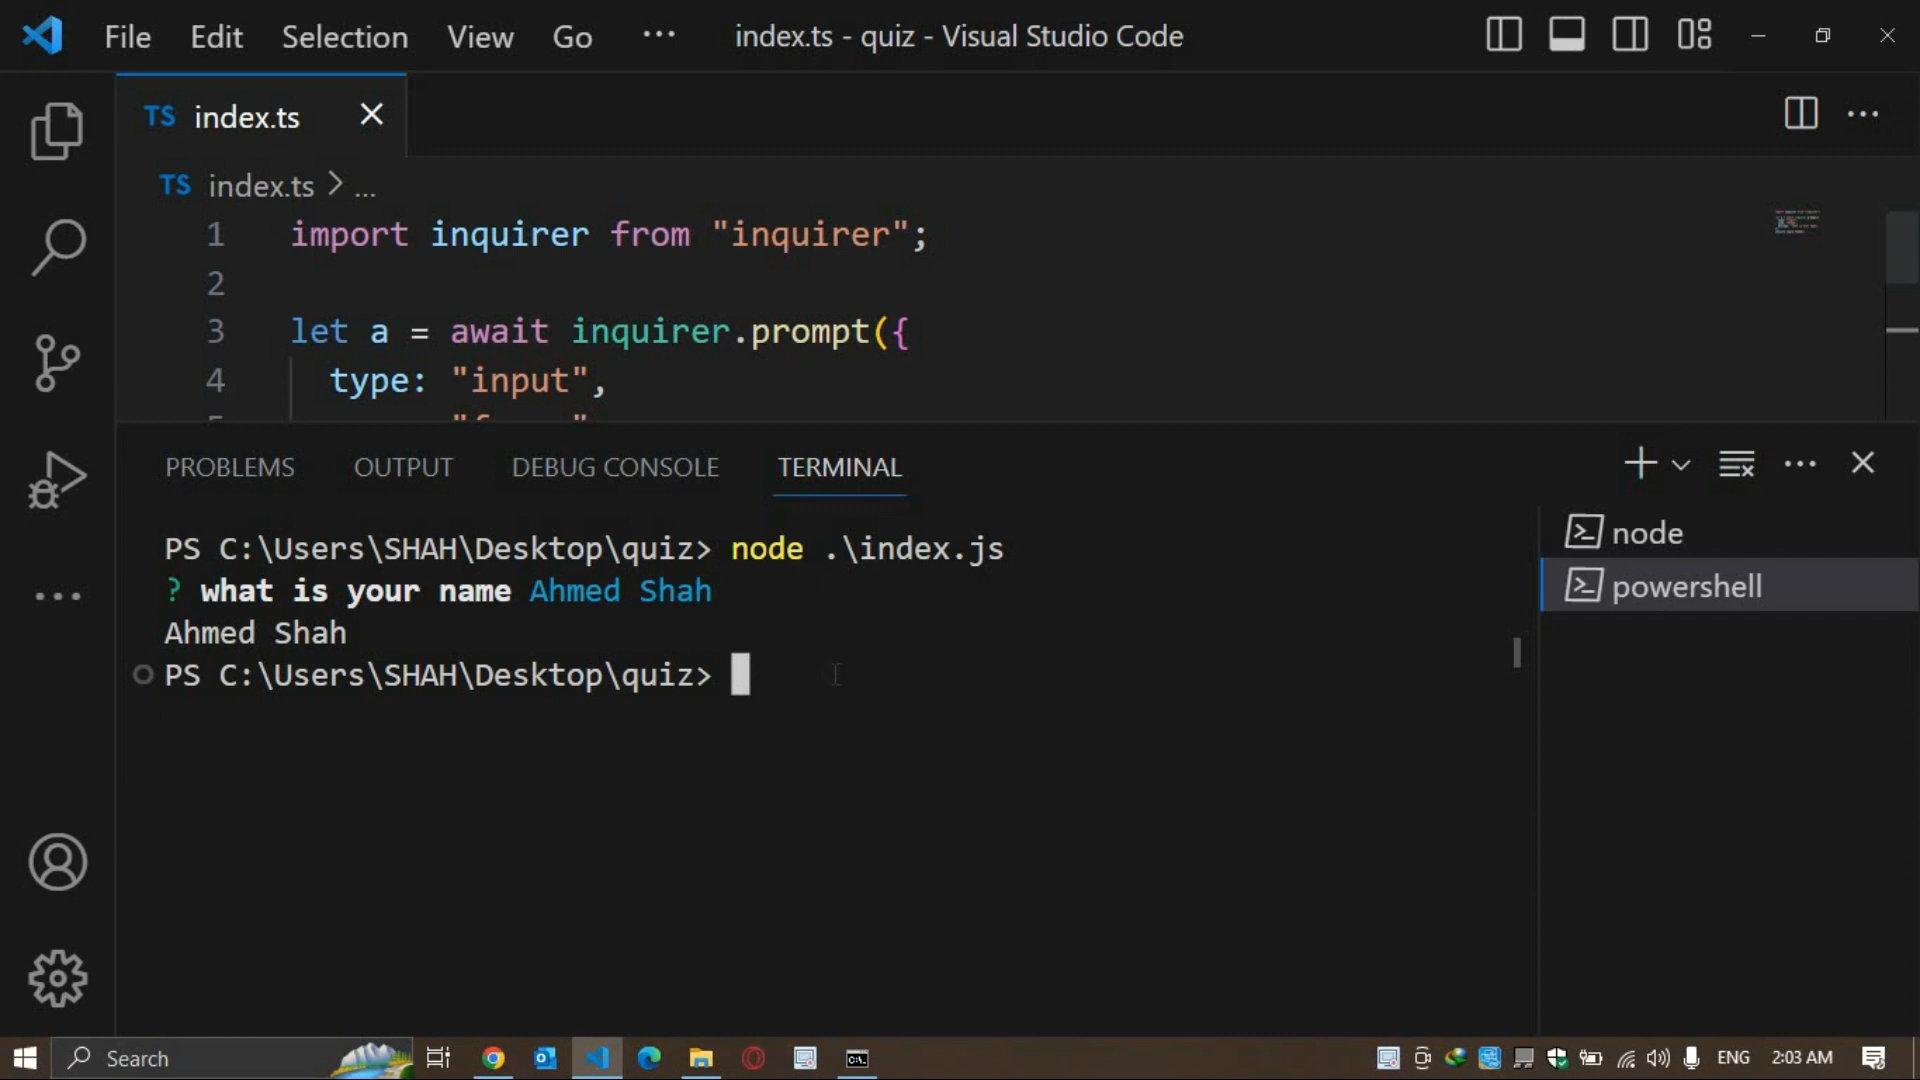 File Edit Selection View Go ... index.ts - quiz - Visual Studio Code
TS index.ts
TS index.ts > ...
1 import inquirer from "inquirer";
2
3 let a = await inquirer.prompt({
4 type: "input",
PROBLEMS OUTPUT DEBUG CONSOLE TERMINAL
PS C:\Users\SHAH\Desktop\quiz> node .\index.js
? what is your name Ahmed Shah
Ahmed Shah
PS C:\Users\SHAH\Desktop\quiz>
node
powershell
Search
ENG 2:03 AM